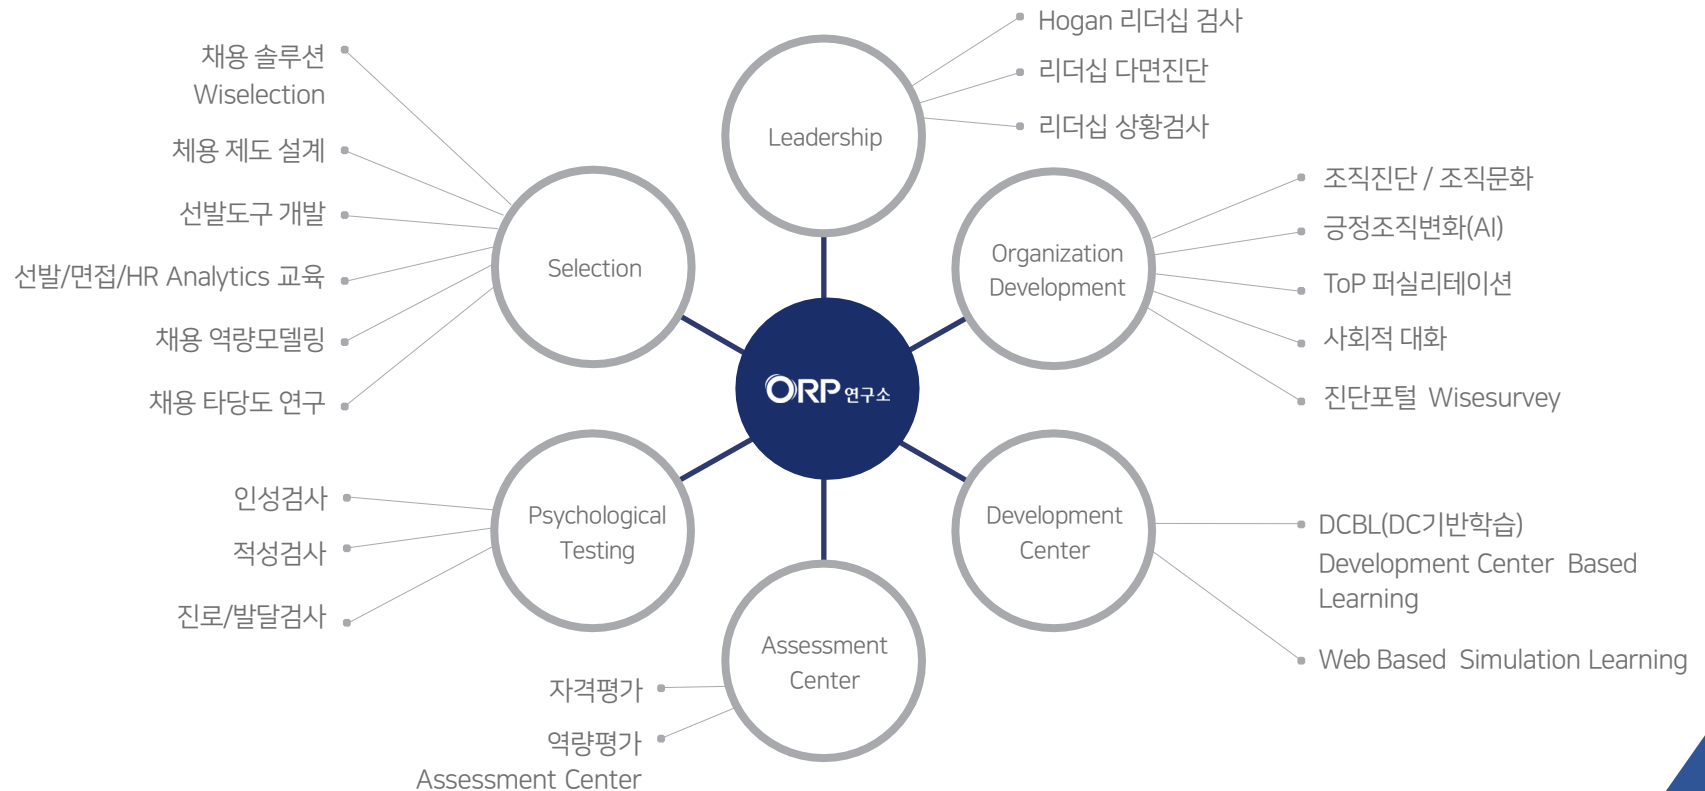 Hogan 리더십 검사
리더십 다면진단
리더십 상황검사
Leadership
채용 솔루션
Wiselection
체용 제도 설계
선발도구 개발
선발/면접/HR Analytics 교육
채용 역량모델링
채용 타당도 연구
Selection
조직진단 / 조직문화
긍정조직변화(AI)
ToP 퍼실리테이션
사회적 대화
진단포털 Wisesurvey
Organization
Development
ORP 연구소
인성검사
적성검사
진로/발달검사
Psychological
Testing
Development
Center
DCBL(DC기반학습)
Development Center Based
Learning
Web Based Simulation Learning
Assessment
Center
자격평가
역량평가
Assessment Center